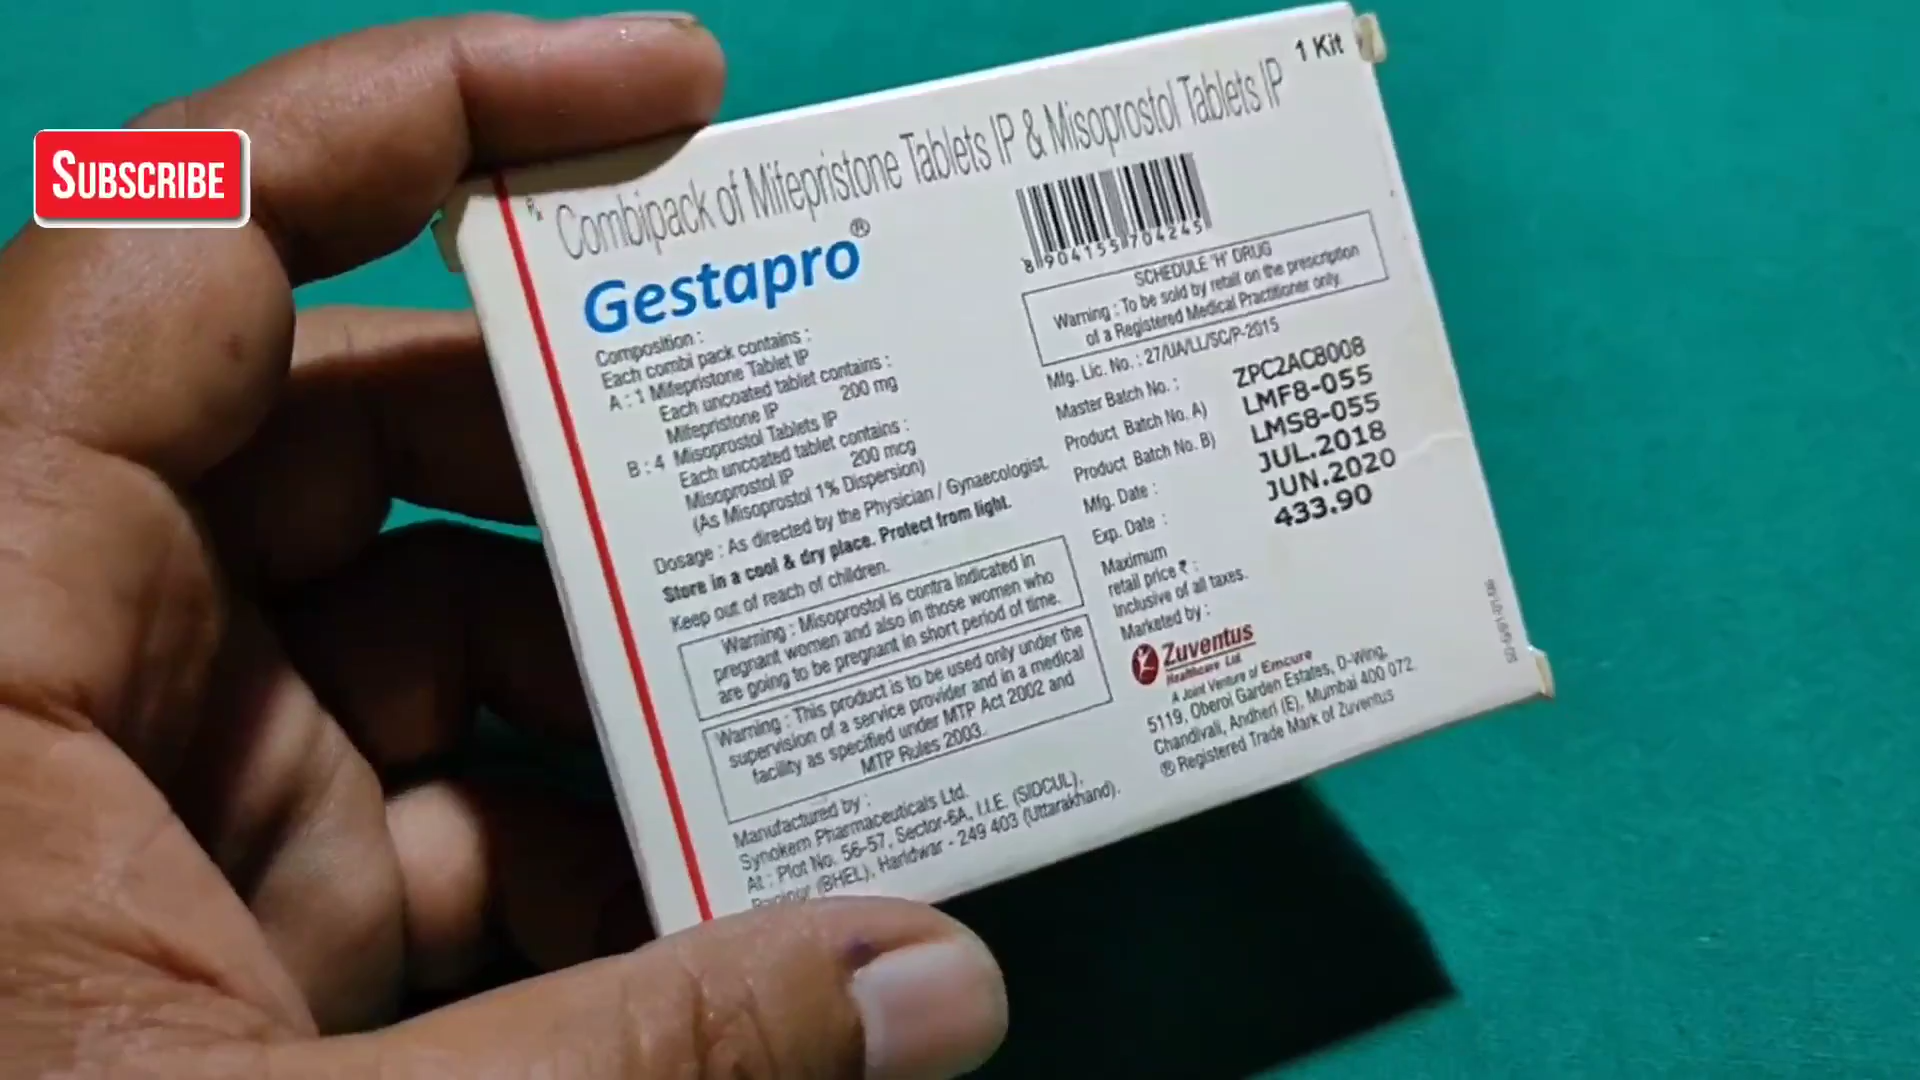 SUBSCRIBE
1 Kit
Rx
Combipack of Mifepristone Tablets IP & Misoprostol Tablets IP
Gestapro®
Composition :
Each combi pack contains :
A : 1 Mifepristone Tablet IP
Each uncoated tablet contains :
Mifepristone IP 200 mg
B : 4 Misoprostol Tablets IP
Each uncoated tablet contains :
Misoprostol IP 200 mcg
(As Misoprostol 1% Dispersion)
Dosage : As directed by the Physician / Gynaecologist.
Store in a cool & dry place. Protect from light.
Keep out of reach of children.
Warning : Misoprostol is contra indicated in
pregnant women and also in those women who
are going to be pregnant in short period of time.
Warning : This product is to be used only under the
supervision of a service provider and in a medical
facility as specified under MTP Act 2002 and
MTP Rules 2003.
Manufactured by :
Synokem Pharmaceuticals Ltd.
At : Plot No. 56-57, Sector-6A, I.I.E. (SIDCUL),
(BHEL), Haridwar - 249 403 (Uttarakhand).
8 904155 704245
SCHEDULE 'H' DRUG
Warning : To be sold by retail on the prescription
of a Registered Medical Practitioner only.
Mfg. Lic. No. : 27/UA/LL/SC/P-2015
Master Batch No. : ZPC2AC8008
Product Batch No. A) LMF8-055
Product Batch No. B) LMS8-055
Mfg. Date : JUL.2018
Exp. Date : JUN.2020
Maximum
retail price ₹ : 433.90
Inclusive of all taxes.
Marketed by :
Zuventus
Healthcare Ltd.
A Joint Venture of Emcure
5119, Oberoi Garden Estates, D-Wing,
Chandivali, Andheri (E), Mumbai 400 072.
® Registered Trade Mark of Zuventus